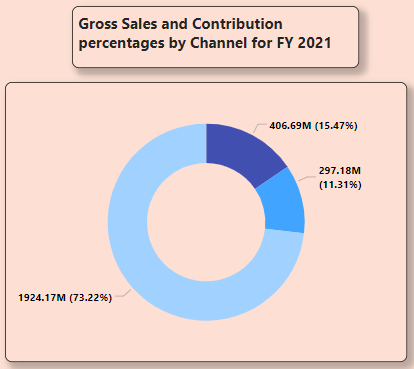 Gross Sales and Contribution
percentages by Channel for FY 2021
406.69M (15.47%)
297.18M
(11.31%)
1924.17M (73.22%)